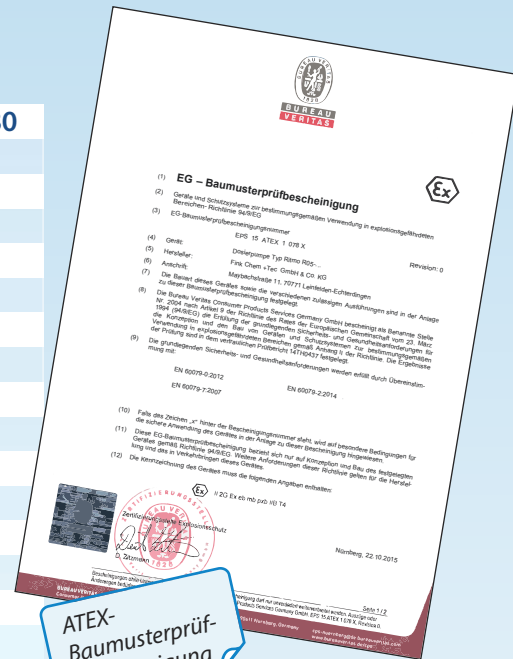 30
BUREAU VERITAS
1828
BUREAU
VERITAS
Ex
(1) EG – Baumusterprüfbescheinigung
(2) Geräte und Schutzsysteme zur bestimmungsgemäßen Verwendung in explosionsgefährdeten
Bereichen- Richtlinie 94/9/EG
(3) EG-Baumusterprüfbescheinigungsnummer
EPS 15 ATEX 1 078 X
Revision: 0
(4) Gerät: Dosierpumpe Typ Ritmo R05-...
(5) Hersteller: Fink Chem +Tec GmbH & Co. KG
(6) Anschrift: Maybachstraße 11, 70771 Leinfelden-Echterdingen
(7) Die Bauart dieses Gerätes sowie die verschiedenen zulässigen Ausführungen sind in der Anlage
zu dieser Baumusterprüfbescheinigung festgelegt.
(8) Die Bureau Veritas Consumer Products Services Germany GmbH bescheinigt als Benannte Stelle
Nr. 2004 nach Artikel 9 der Richtlinie des Rates der Europäischen Gemeinschaft vom 23. März
1994 (94/9/EG) die Erfüllung der grundlegenden Sicherheits- und Gesundheitsanforderungen für
die Konzeption und den Bau von Geräten und Schutzsystemen zur bestimmungsgemäßen
Verwendung in explosionsgefährdeten Bereichen gemäß Anhang II der Richtlinie. Die Ergebnisse
der Prüfung sind in dem vertraulichen Prüfbericht 14TH0437 festgelegt.
(9) Die grundlegenden Sicherheits- und Gesundheitsanforderungen werden erfüllt durch Übereinstim-
mung mit:
EN 60079-0:2012 EN 60079-2:2014
EN 60079-7:2007
(10) Falls das Zeichen „x“ hinter der Bescheinigungsnummer steht, wird auf besondere Bedingungen für
die sichere Anwendung des Gerätes in der Anlage zu dieser Bescheinigung hingewiesen.
(11) Diese EG-Baumusterprüfbescheinigung bezieht sich nur auf Konzeption und Bau des festgelegten
Gerätes gemäß Richtlinie 94/9/EG. Weitere Anforderungen dieser Richtlinie gelten für die Herstel-
lung und das in Verkehrbringen dieses Gerätes.
(12) Die Kennzeichnung des Gerätes muss die folgenden Angaben enthalten:
Ex II 2G Ex eb mb pxb IIB T4
Zertifizierungsstelle Explosionsschutz
D. Zitzmann
Nürnberg, 22.10.2015
Seite 1 / 2
ATEX-
Baumusterprüf-